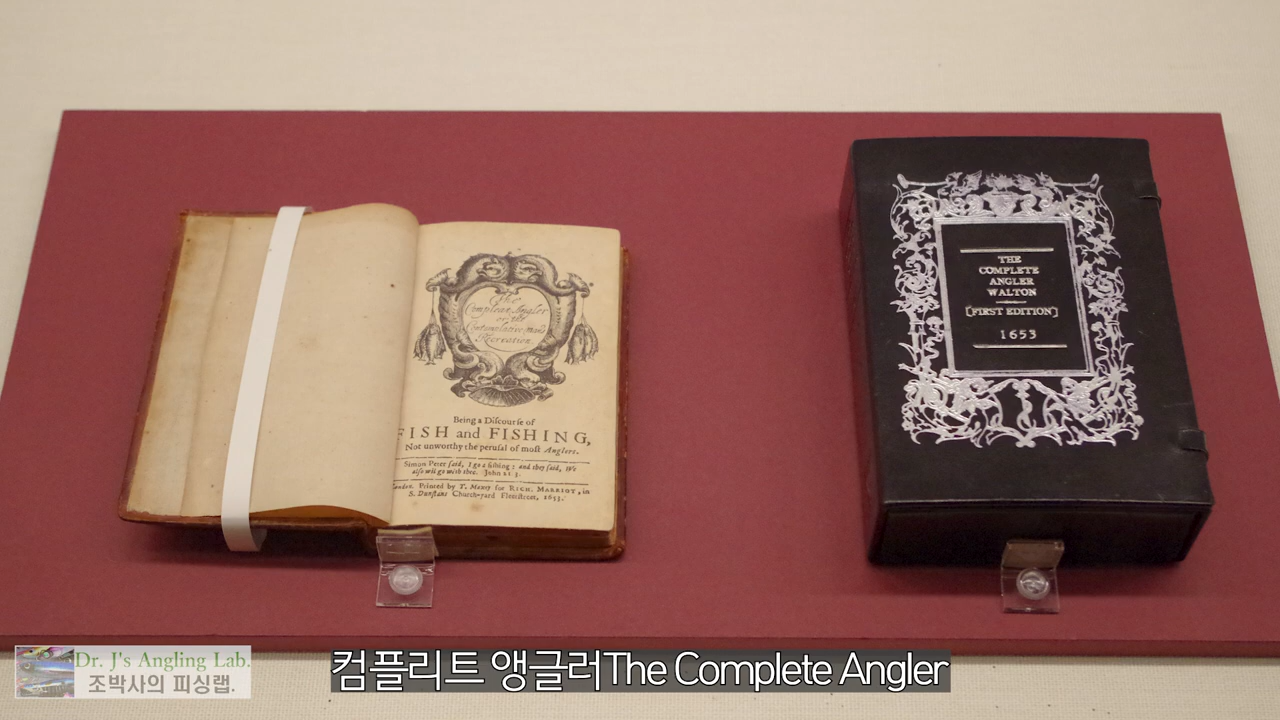 The
Compleat Angler
or the
Contemplative man's
Recreation.
Being a Discourse of
FISH and FISHING,
Not unworthy the perusal of most Anglers.
Simon Peter said, I go a fishing: and they said, We
also wil go with thee. John 21.3.
London. Printed by T. Maxey for RICH. MARRIOT, in
S. Dunstans Church-yard Fleetstreet, 1653.
THE
COMPLETE
ANGLER
WALTON
[FIRST EDITION]
1653
Dr. J's Angling Lab.
조박사의 피싱랩.
컴플리트 앵글러The Complete Angler